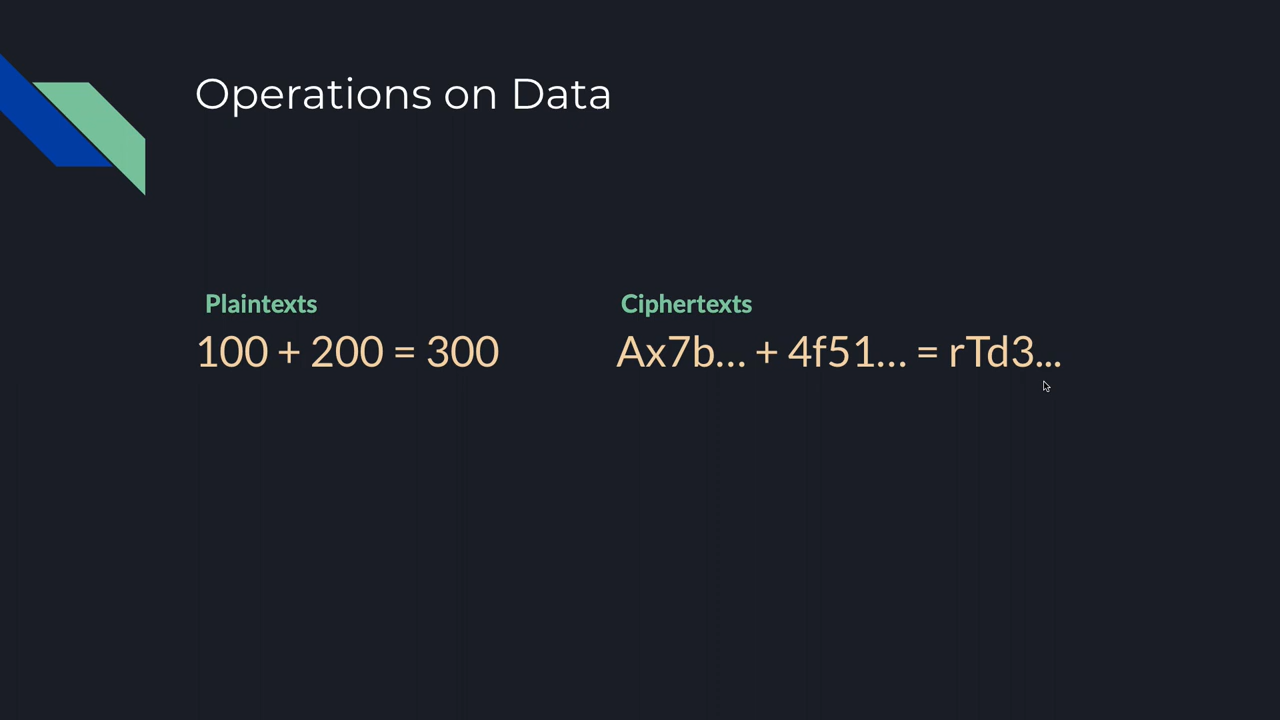 Operations on Data
Plaintexts
100 + 200 = 300
Ciphertexts
Ax7b... + 4f51... = rTd3...